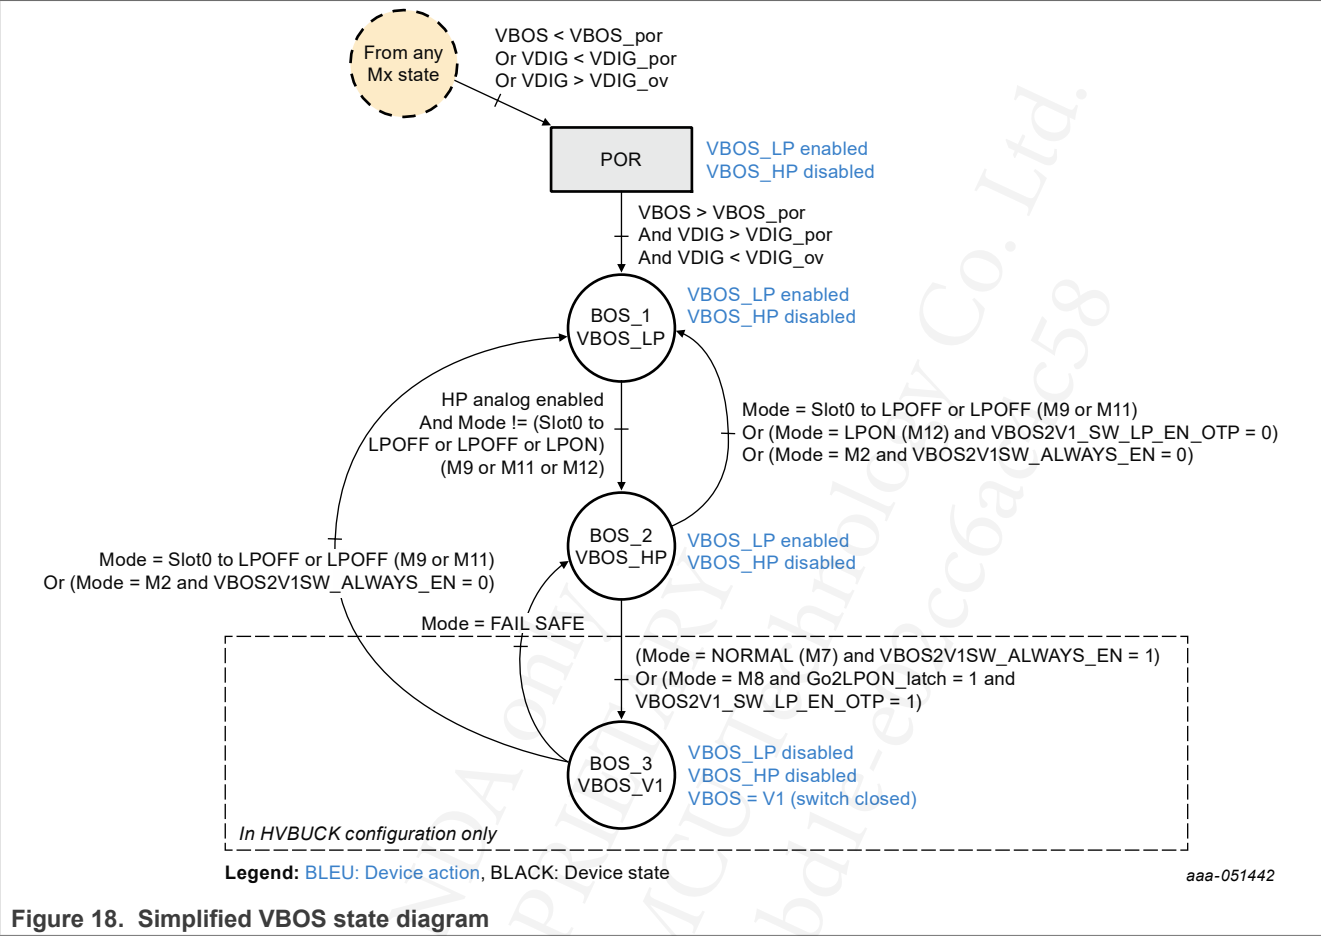 From any
Mx state
VBOS < VBOS_por
Or VDIG < VDIG_por
Or VDIG > VDIG_ov
POR
VBOS_LP enabled
VBOS_HP disabled
VBOS > VBOS_por
And VDIG > VDIG_por
And VDIG < VDIG_ov
BOS_1
VBOS_LP
VBOS_LP enabled
VBOS_HP disabled
HP analog enabled
And Mode != (Slot0 to
LPOFF or LPOFF or LPON)
(M9 or M11 or M12)
Mode = Slot0 to LPOFF or LPOFF (M9 or M11)
Or (Mode = LPON (M12) and VBOS2V1_SW_LP_EN_OTP = 0)
Or (Mode = M2 and VBOS2V1SW_ALWAYS_EN = 0)
BOS_2
VBOS_HP
VBOS_LP enabled
VBOS_HP disabled
Mode = Slot0 to LPOFF or LPOFF (M9 or M11)
Or (Mode = M2 and VBOS2V1SW_ALWAYS_EN = 0)
Mode = FAIL SAFE
(Mode = NORMAL (M7) and VBOS2V1SW_ALWAYS_EN = 1)
Or (Mode = M8 and Go2LPON_latch = 1 and
VBOS2V1_SW_LP_EN_OTP = 1)
BOS_3
VBOS_V1
VBOS_LP disabled
VBOS_HP disabled
VBOS = V1 (switch closed)
In HVBUCK configuration only
Legend: BLEU: Device action, BLACK: Device state
aaa-051442
Figure 18. Simplified VBOS state diagram